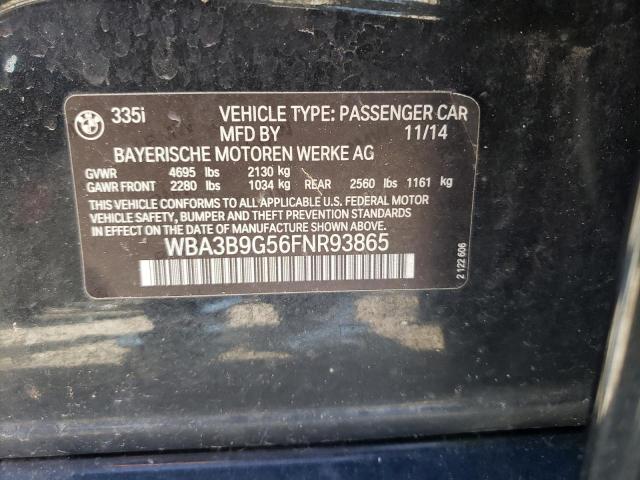 335i VEHICLE TYPE: PASSENGER CAR
MFD BY 11/14
BAYERISCHE MOTOREN WERKE AG
GVWR 4695 lbs 2130 kg
GAWR FRONT 2280 lbs 1034 kg REAR 2560 lbs 1161 kg
THIS VEHICLE CONFORMS TO ALL APPLICABLE U.S. FEDERAL MOTOR
VEHICLE SAFETY, BUMPER AND THEFT PREVENTION STANDARDS
IN EFFECT ON THE DATE OF MANUFACTURE SHOWN ABOVE.
WBA3B9G56FNR93865
2 122 606